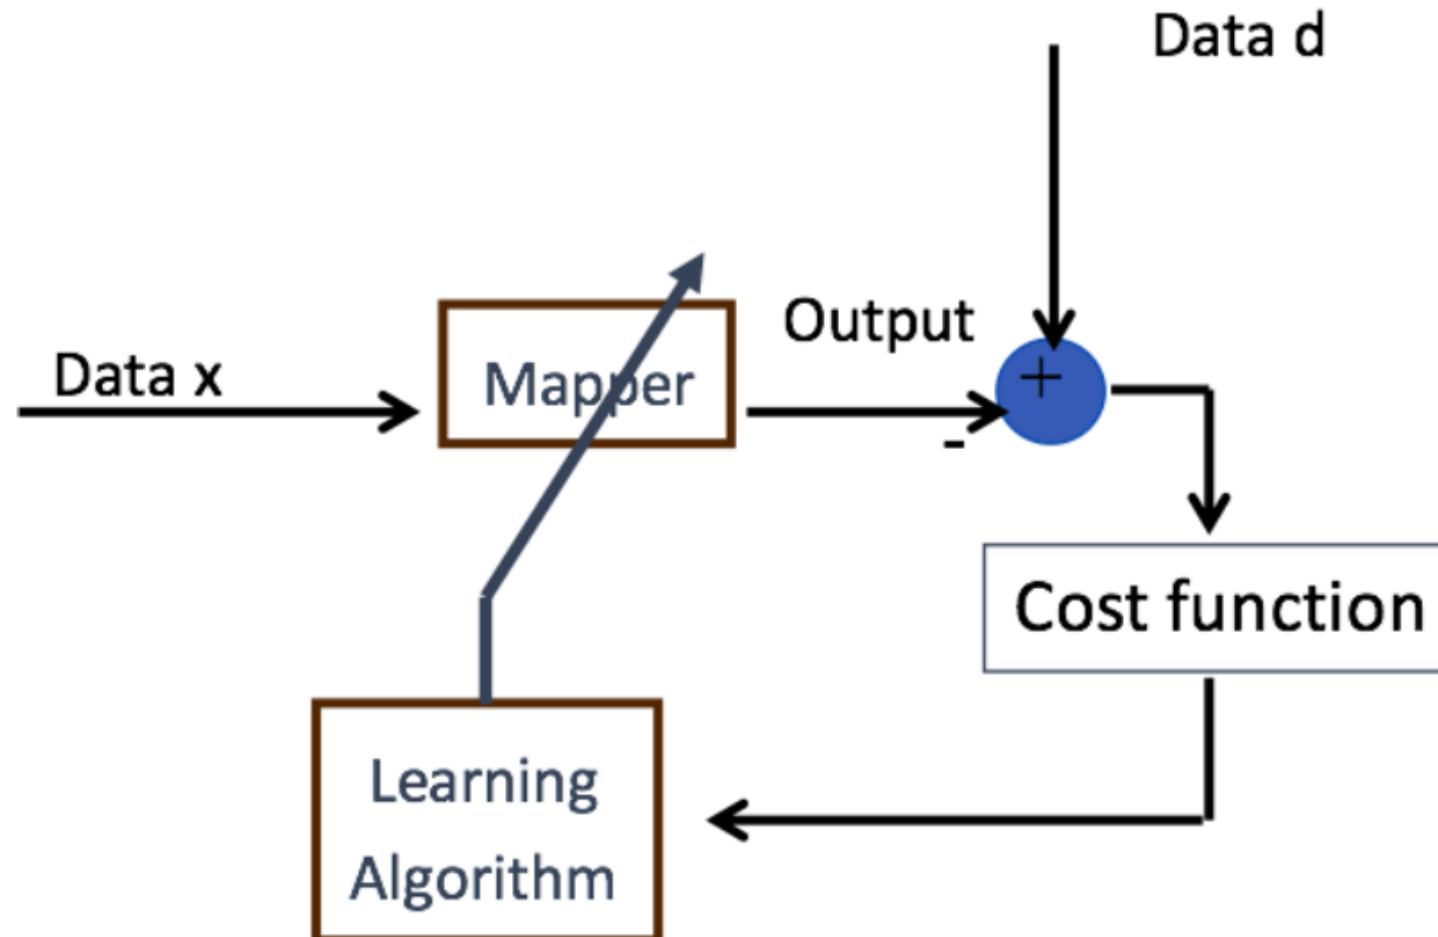 Data d
Output
Data x
Mapper
+
-
Cost function
Learning
Algorithm